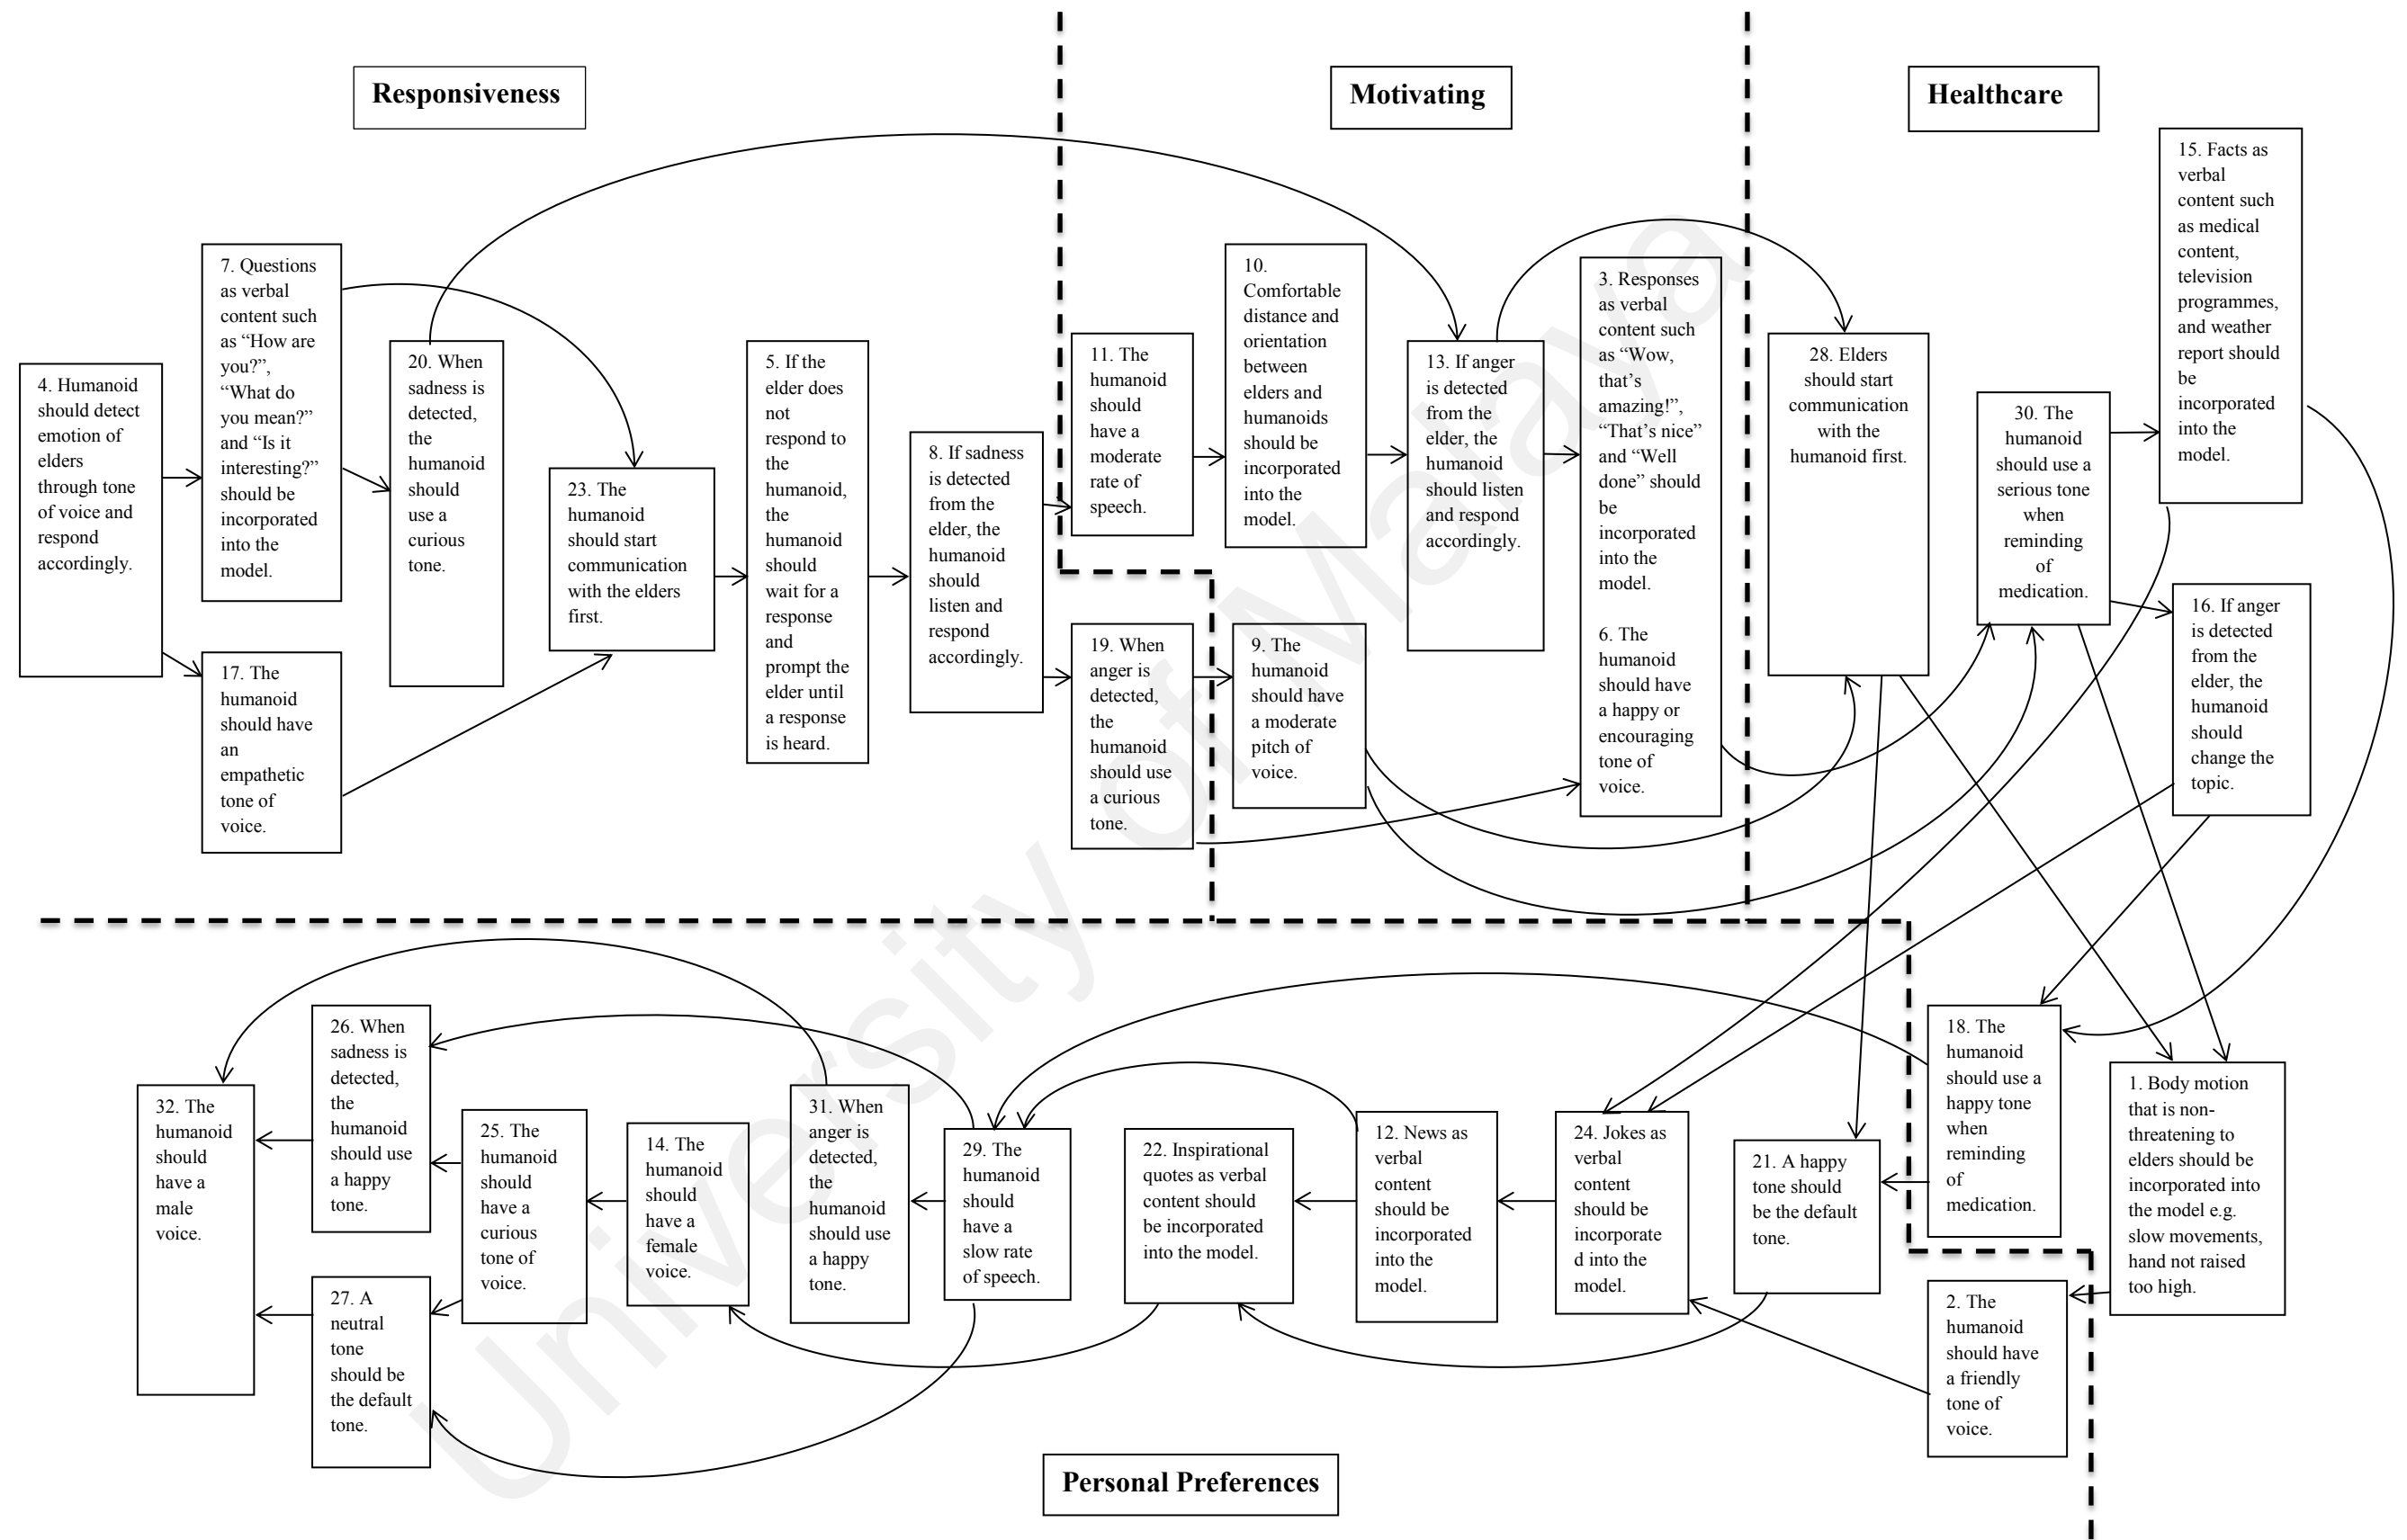 Responsiveness
Motivating
Healthcare
4. Humanoid
should detect
emotion of
elders
through tone
of voice and
respond
accordingly.
7. Questions
as verbal
content such
as “How are
you?”,
“What do
you mean?”
and “Is it
interesting?”
should be
incorporated
into the
model.
17. The
humanoid
should have
an
empathetic
tone of
voice.
20. When
sadness is
detected,
the
humanoid
should
use a
curious
tone.
23. The
humanoid
should start
communication
with the elders
first.
5. If the
elder does
not
respond to
the
humanoid,
the
humanoid
should
wait for a
response
and
prompt the
elder until
a response
is heard.
8. If sadness
is detected
from the
elder, the
humanoid
should
listen and
respond
accordingly.
11. The
humanoid
should
have a
moderate
rate of
speech.
19. When
anger is
detected,
the
humanoid
should use
a curious
tone.
10.
Comfortable
distance and
orientation
between
elders and
humanoids
should be
incorporated
into the
model.
9. The
humanoid
should have
a moderate
pitch of
voice.
13. If anger
is detected
from the
elder, the
humanoid
should listen
and respond
accordingly.
3. Responses
as verbal
content such
as “Wow,
that’s
amazing!”,
“That’s nice”
and “Well
done” should
be
incorporated
into the
model.
6. The
humanoid
should have
a happy or
encouraging
tone of
voice.
28. Elders
should start
communication
with the
humanoid first.
30. The
humanoid
should use a
serious tone
when
reminding
of
medication.
15. Facts as
verbal
content such
as medical
content,
television
programmes,
and weather
report should
be
incorporated
into the
model.
16. If anger
is detected
from the
elder, the
humanoid
should
change the
topic.
32. The
humanoid
should
have a
male
voice.
26. When
sadness is
detected,
the
humanoid
should use
a happy
tone.
27. A
neutral
tone
should be
the default
tone.
25. The
humanoid
should
have a
curious
tone of
voice.
14. The
humanoid
should
have a
female
voice.
31. When
anger is
detected,
the
humanoid
should use
a happy
tone.
29. The
humanoid
should
have a
slow rate
of speech.
22. Inspirational
quotes as verbal
content should
be incorporated
into the model.
12. News as
verbal
content
should be
incorporated
into the
model.
24. Jokes as
verbal
content
should be
incorporate
d into the
model.
21. A happy
tone should
be the default
tone.
18. The
humanoid
should use a
happy tone
when
reminding
of
medication.
2. The
humanoid
should have
a friendly
tone of
voice.
1. Body motion
that is non-
threatening to
elders should be
incorporated into
the model e.g.
slow movements,
hand not raised
too high.
Personal Preferences
University of Malaya